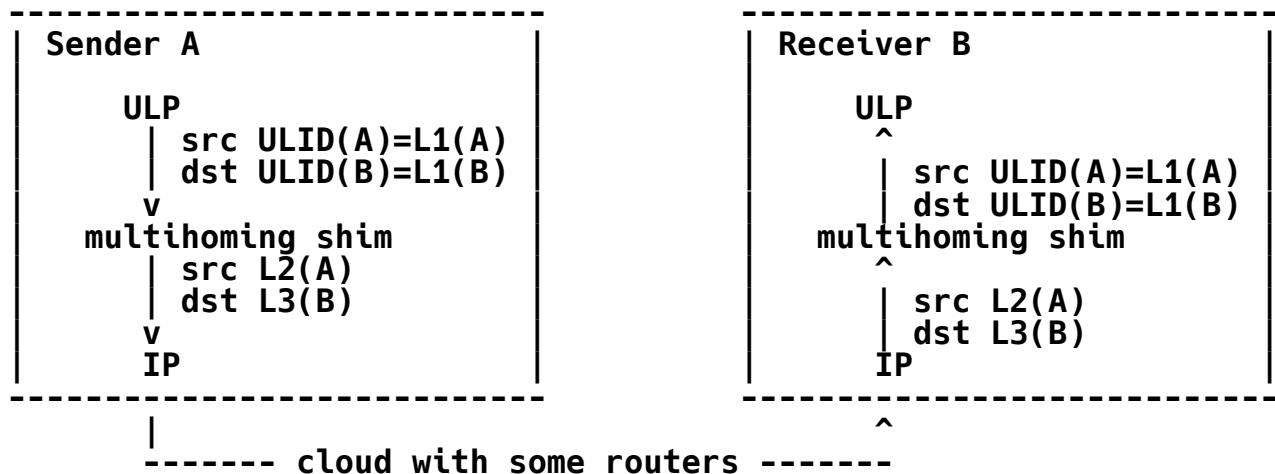 ----------------------------          ----------------------------
| Sender A                 |          | Receiver B               |
|                          |          |                          |
|     ULP                  |          |     ULP                  |
|      | src ULID(A)=L1(A) |          |      ^                   |
|      | dst ULID(B)=L1(B) |          |      | src ULID(A)=L1(A) |
|      v                   |          |      | dst ULID(B)=L1(B) |
|   multihoming shim       |          |   multihoming shim       |
|      | src L2(A)         |          |      ^                   |
|      | dst L3(B)         |          |      | src L2(A)         |
|      v                   |          |      | dst L3(B)         |
|      IP                  |          |      IP                  |
----------------------------          ----------------------------
       |                                     ^
       ------- cloud with some routers -------